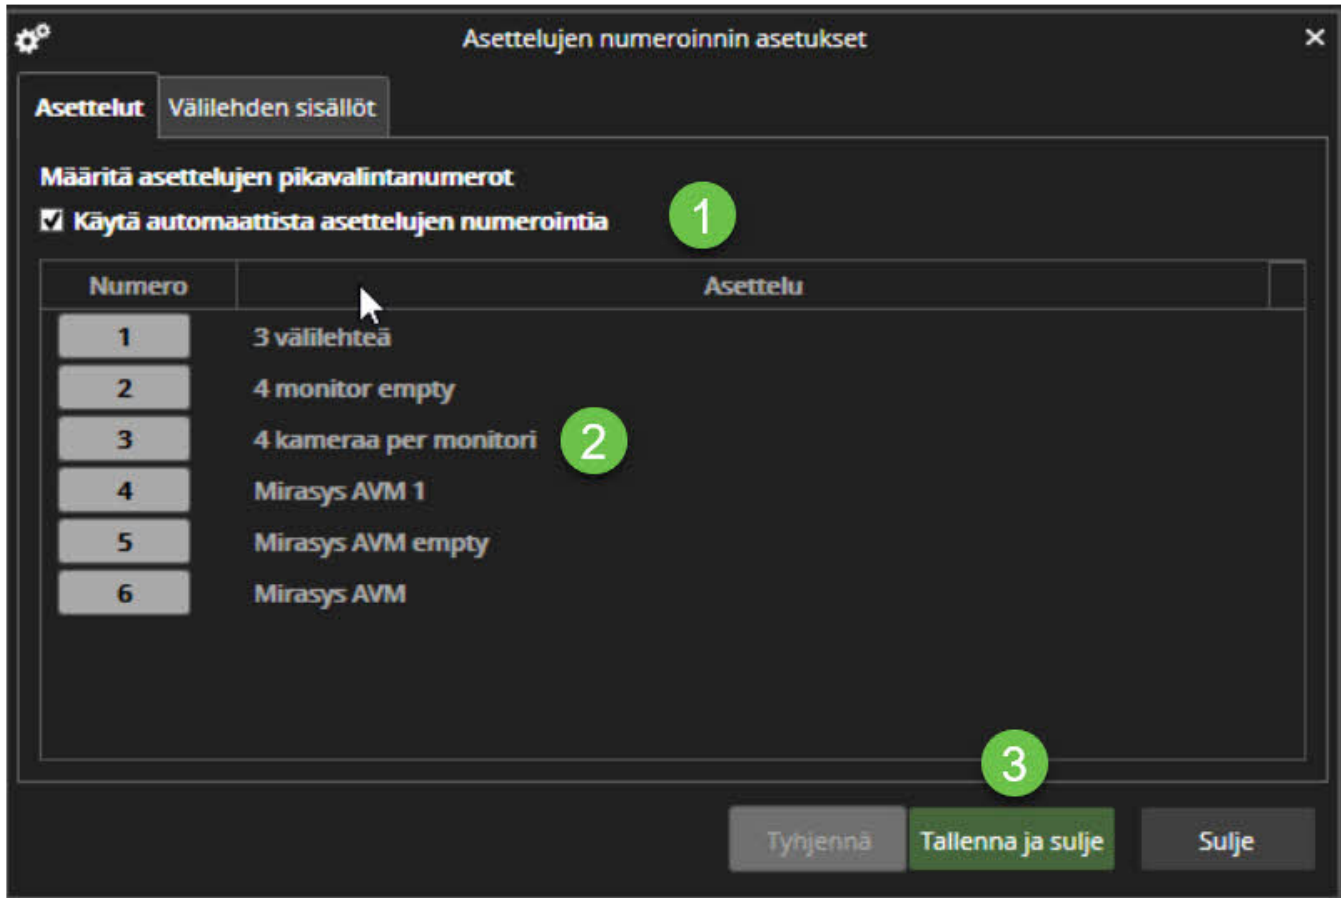 Asettelujen numeroinnin asetukset
Asettelut Välilehden sisällöt
Määritä asettelujen pikavalintanumerot
Käytä automaattista asettelujen numerointia 1
Numero Asettelu
1 3 välilehteä
2 4 monitor empty
3 4 kameraa per monitori 2
4 Mirasys AVM 1
5 Mirasys AVM empty
6 Mirasys AVM
3
Tyhjennä Tallenna ja sulje Sulje